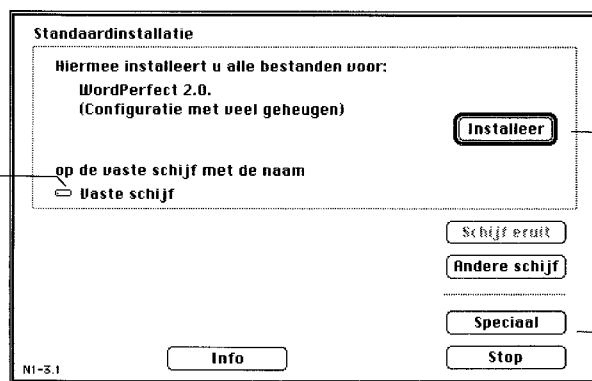 Standaardinstallatie
Hiermee installeert u alle bestanden voor:
WordPerfect 2.0.
(Configuratie met veel geheugen)
Installeer
op de vaste schijf met de naam
Vaste schijf
Schijf eruit
Andere schijf
Speciaal
Info
Stop
N1-3.1